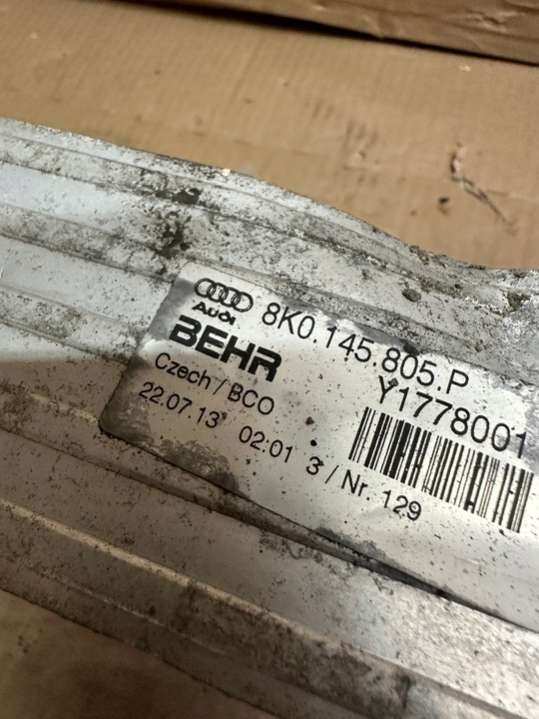 Audi 8K0.145.805.P
BEHR Y1778001
Czech / BCO
22.07.13 02:01 3 / Nr. 129